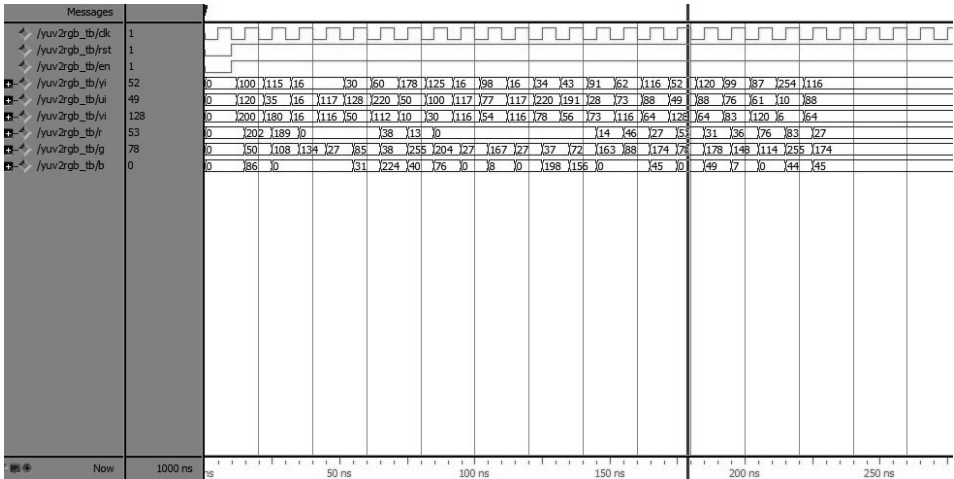 Messages
/yuv2rgb_tb/clk 1
/yuv2rgb_tb/rst 1
/yuv2rgb_tb/en 1
/yuv2rgb_tb/yi 52 0 100 115 16 30 60 178 125 16 98 16 34 43 91 62 116 52 120 99 87 254 116
/yuv2rgb_tb/ui 49 0 120 35 16 117 128 220 50 100 117 77 117 220 191 28 73 88 49 88 76 61 10 88
/yuv2rgb_tb/vi 128 0 200 180 16 116 50 112 10 30 116 54 116 78 56 73 116 64 128 64 83 120 6 64
/yuv2rgb_tb/r 53 0 202 189 0 38 13 0 14 46 27 53 31 36 76 83 27
/yuv2rgb_tb/g 78 0 50 108 134 27 85 38 255 204 27 167 27 37 72 163 88 174 78 178 148 114 255 174
/yuv2rgb_tb/b 0 0 86 0 31 224 40 76 0 8 0 198 156 0 45 0 49 7 0 44 45
Now 1000 ns ns 50 ns 100 ns 150 ns 200 ns 250 ns